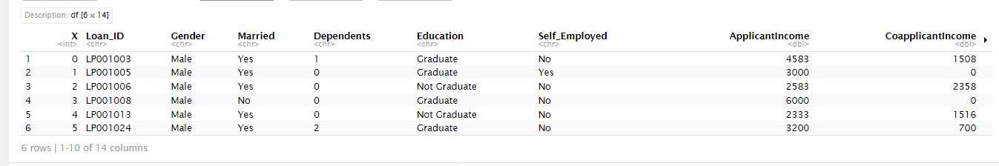 Description: df [6 × 14]
X Loan_ID Gender Married Dependents Education Self_Employed ApplicantIncome CoapplicantIncome
<int> <chr> <chr> <chr> <chr> <chr> <chr> <dbl> <dbl>
1 0 LP001003 Male Yes 1 Graduate No 4583 1508
2 1 LP001005 Male Yes 0 Graduate Yes 3000 0
3 2 LP001006 Male Yes 0 Not Graduate No 2583 2358
4 3 LP001008 Male No 0 Graduate No 6000 0
5 4 LP001013 Male Yes 0 Not Graduate No 2333 1516
6 5 LP001024 Male Yes 2 Graduate No 3200 700
6 rows | 1-10 of 14 columns